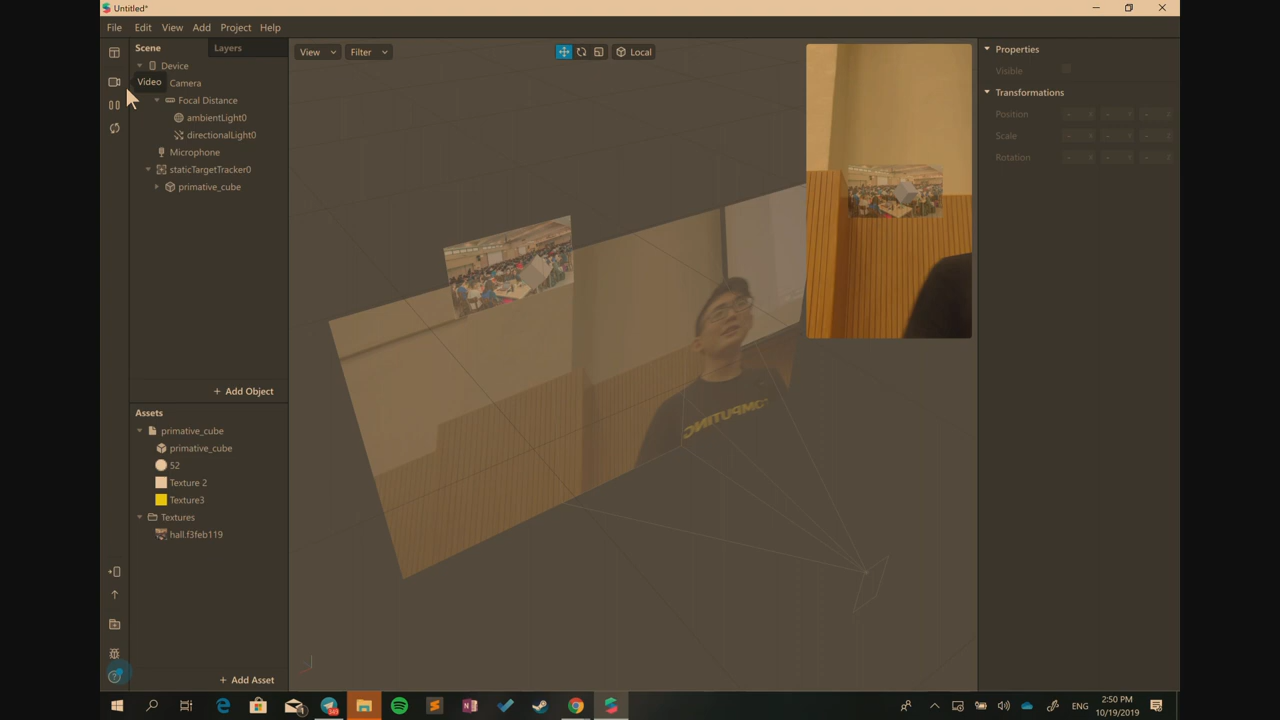 Untitled*
File Edit View Add Project Help
Scene Layers
View Filter Local
Video
Device
Camera
Focal Distance
ambientLight0
directionalLight0
Microphone
staticTargetTracker0
primative_cube
+ Add Object
Assets
primative_cube
primative_cube
52
Texture 2
Texture3
Textures
hall.f3feb119
+ Add Asset
Properties
Visible
Transformations
Position
Scale
Rotation
COMPUTING
ENG
2:50 PM
10/19/2019